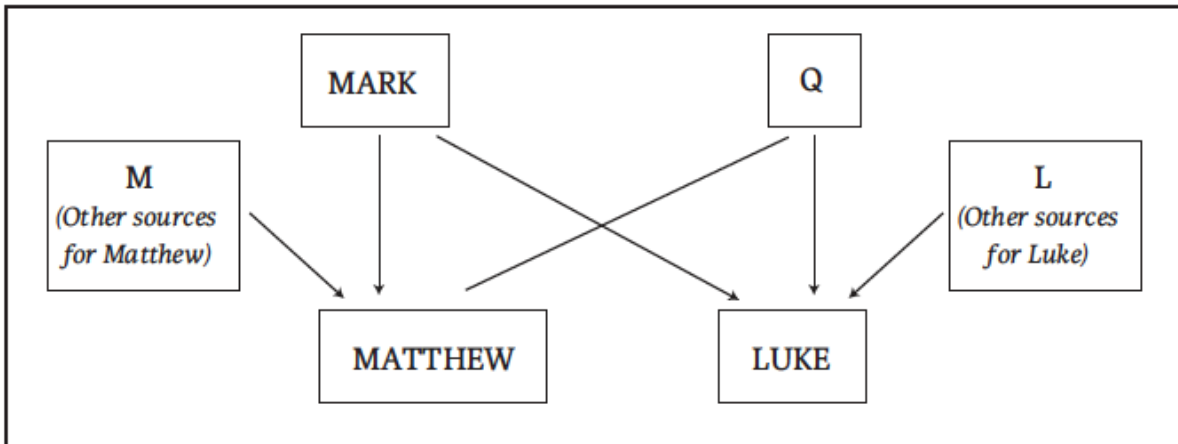 MARK
Q
M
(Other sources
for Matthew)
L
(Other sources
for Luke)
MATTHEW
LUKE